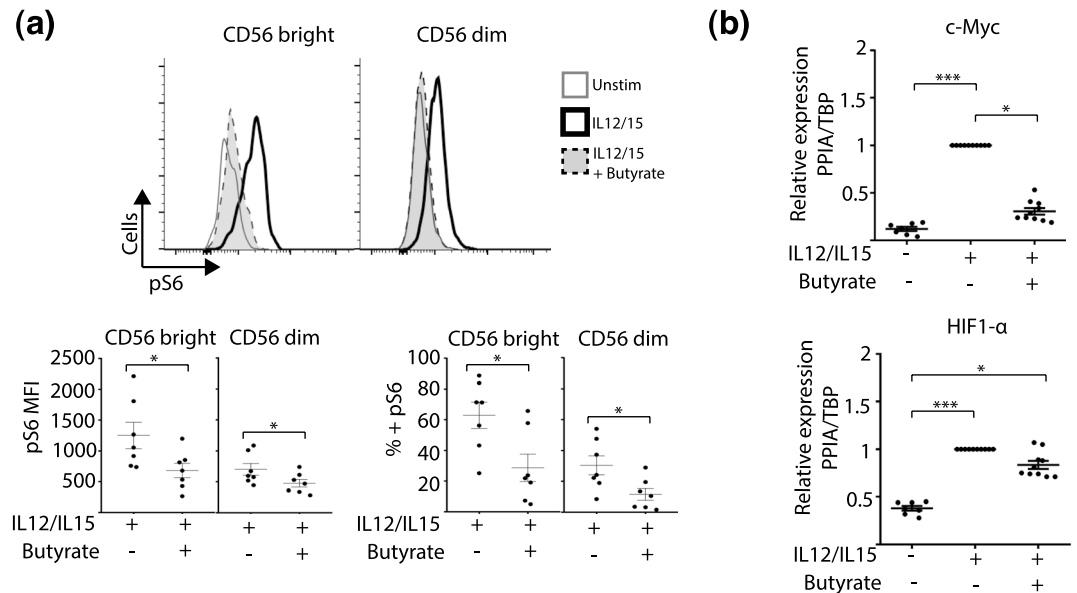 (a)
CD56 bright
CD56 dim
Unstim
IL12/15
IL12/15
+ Butyrate
Cells
pS6
CD56 bright
CD56 dim
pS6 MFI
2500
2000
1500
1000
500
*
*
IL12/IL15 + + + +
Butyrate - + - +
CD56 bright
CD56 dim
% + pS6
100
80
60
40
20
*
*
+ + + +
Butyrate - + - +
(b)
c-Myc
Relative expression
PPIA/TBP
2
1.5
1
0.5
***
*
IL12/IL15 - + +
Butyrate - - +
HIF1-α
Relative expression
PPIA/TBP
2
1.5
1
0.5
*
***
IL12/IL15 - + +
Butyrate - - +